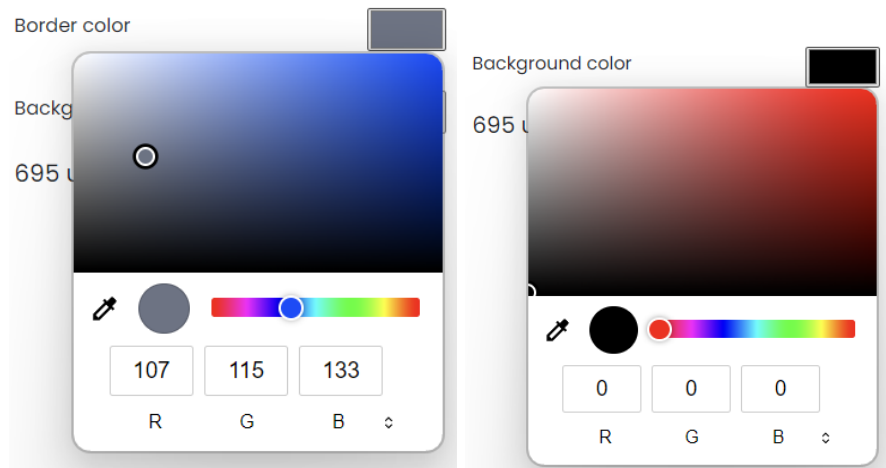 Border color
Backg
695 u
107 115 133
R G B
Background color
695 u
0 0 0
R G B